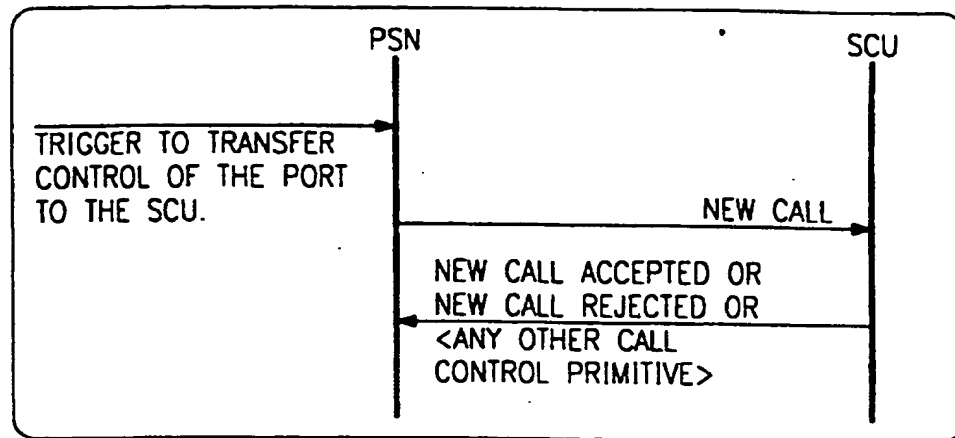 PSN
SCU
TRIGGER TO TRANSFER
CONTROL OF THE PORT
TO THE SCU.
NEW CALL
NEW CALL ACCEPTED OR
NEW CALL REJECTED OR
<ANY OTHER CALL
CONTROL PRIMITIVE>